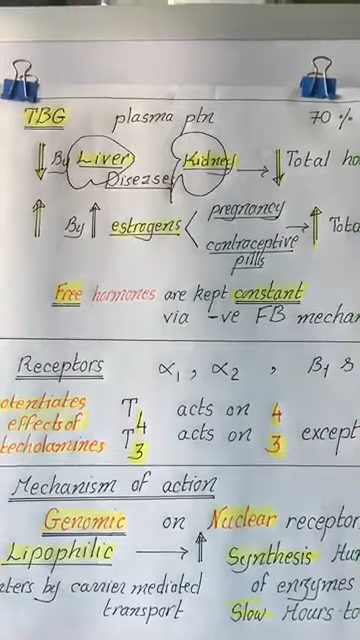 TBG plasma ptn 70 %
↓ By Liver Kidney → ↓ Total ho
Disease
↑ By ↑ estrogens < pregnancy → ↑ Tota
contraceptive
pills
Free hormones are kept constant
via -ve FB mechan
Receptors α1, α2, β1 s
otentiates T4 acts on 4
effects of T3 acts on 3 except
techolamines
Mechanism of action
Genomic on Nuclear receptor
Lipophilic → ↑ Synthesis Hu
ters by carrier mediated of enzymes
transport Slow Hours to